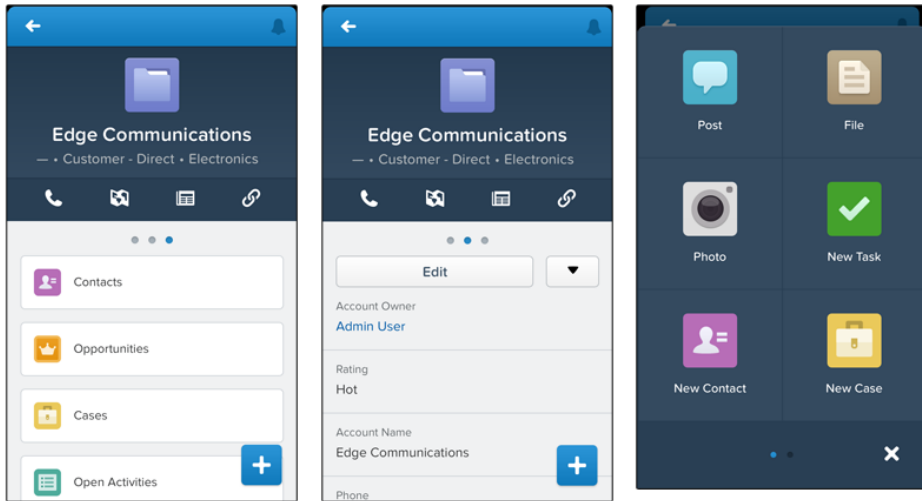 Edge Communications
— • Customer - Direct • Electronics
Contacts
Opportunities
Cases
Open Activities
Edge Communications
— • Customer - Direct • Electronics
Edit
Account Owner
Admin User
Rating
Hot
Account Name
Edge Communications
Phone
Post
File
Photo
New Task
New Contact
New Case